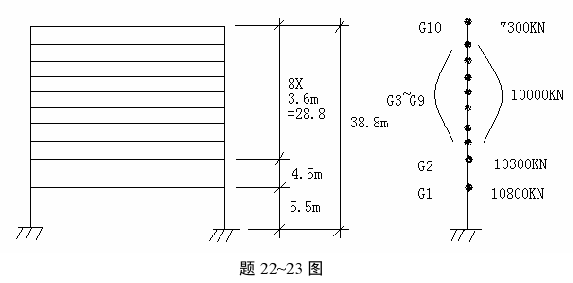 G10 7300KN
8X
3.6m
=28.8
G3~G9 10000KN
38.8m
4.5m
G2 10300KN
5.5m
G1 10800KN
题 22~23 图